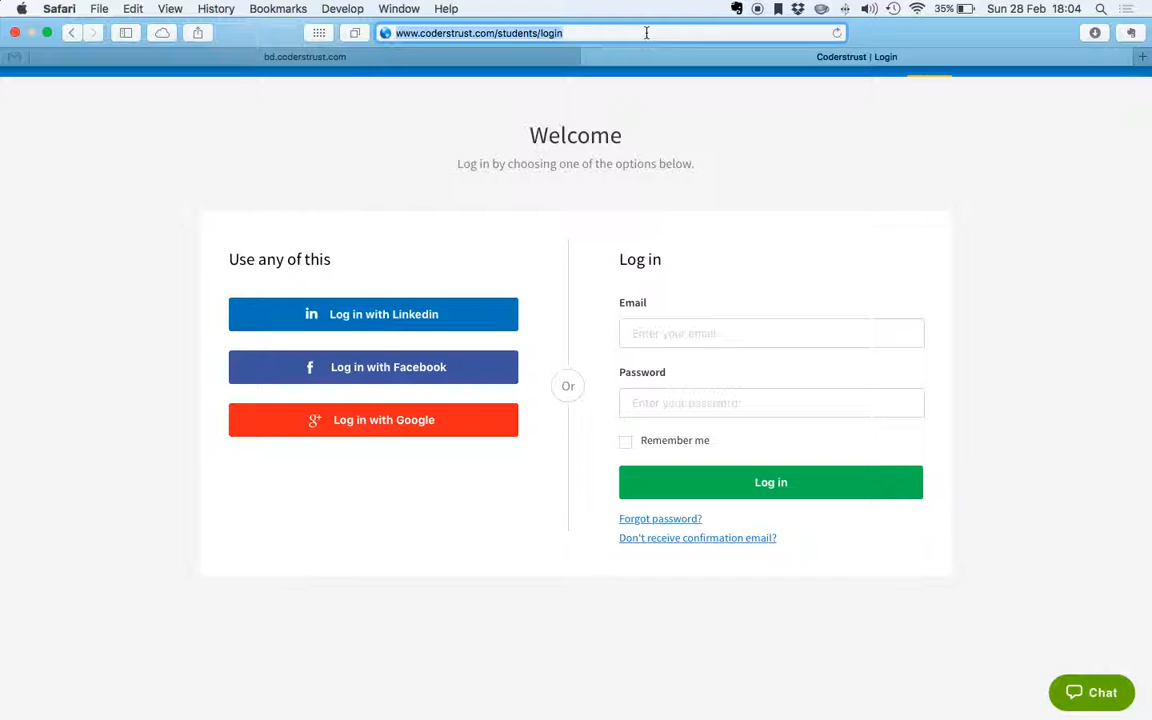 Safari File Edit View History Bookmarks Develop Window Help 35% Sun 28 Feb 18:04
www.coderstrust.com/students/login
bd.coderstrust.com Coderstrust | Login
Welcome
Log in by choosing one of the options below.
Use any of this
in Log in with Linkedin
f Log in with Facebook
g+ Log in with Google
Or
Log in
Email
Enter your email
Password
Enter your password
Remember me
Log in
Forgot password?
Don't receive confirmation email?
Chat